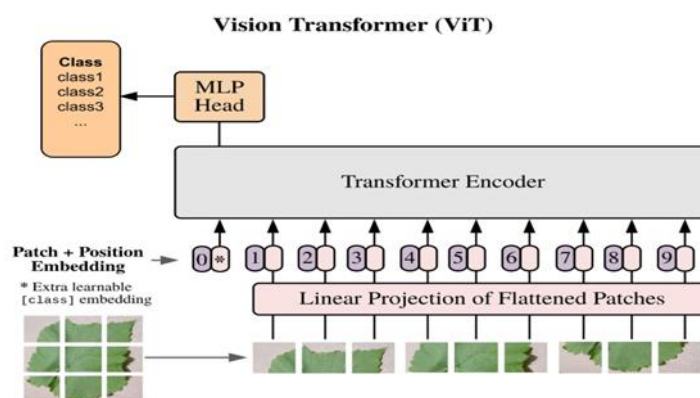 Vision Transformer (ViT)
Class
class1
class2
class3
...
MLP
Head
Transformer Encoder
Patch + Position
Embedding
0 * 1 2 3 4 5 6 7 8 9
* Extra learnable
[class] embedding
Linear Projection of Flattened Patches